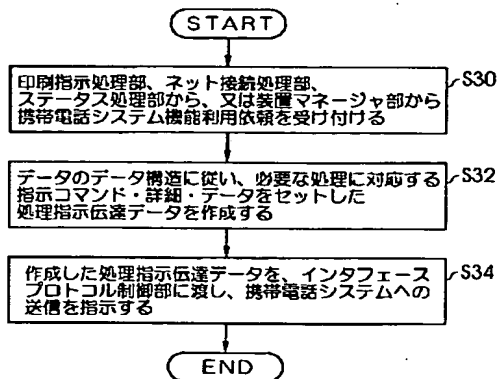 START
印刷指示処理部、ネット接続処理部、
ステータス処理部から、又は装置マネージャ部から
携帯電話システム機能利用依頼を受け付ける
S30
データのデータ構造に従い、必要な処理に対応する
指示コマンド・詳細・データをセットした
処理指示伝達データを作成する
S32
作成した処理指示伝達データを、インタフェース
プロトコル制御部に渡し、携帯電話システムへの
送信を指示する
S34
END